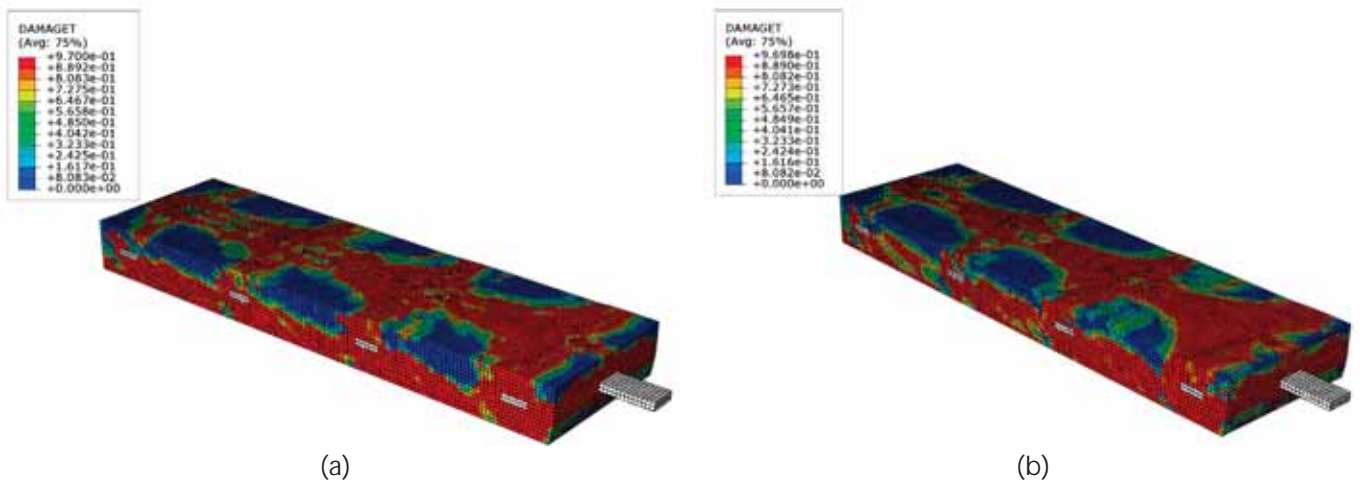 DAMAGET
(Avg: 75%)
+9.700e-01
+8.892e-01
+8.083e-01
+7.275e-01
+6.467e-01
+5.658e-01
+4.850e-01
+4.042e-01
+3.233e-01
+2.425e-01
+1.617e-01
+8.083e-02
+0.000e+00
(a)
DAMAGET
(Avg: 75%)
+9.698e-01
+8.890e-01
+8.082e-01
+7.273e-01
+6.465e-01
+5.657e-01
+4.849e-01
+4.041e-01
+3.233e-01
+2.424e-01
+1.616e-01
+8.082e-02
+0.000e+00
(b)